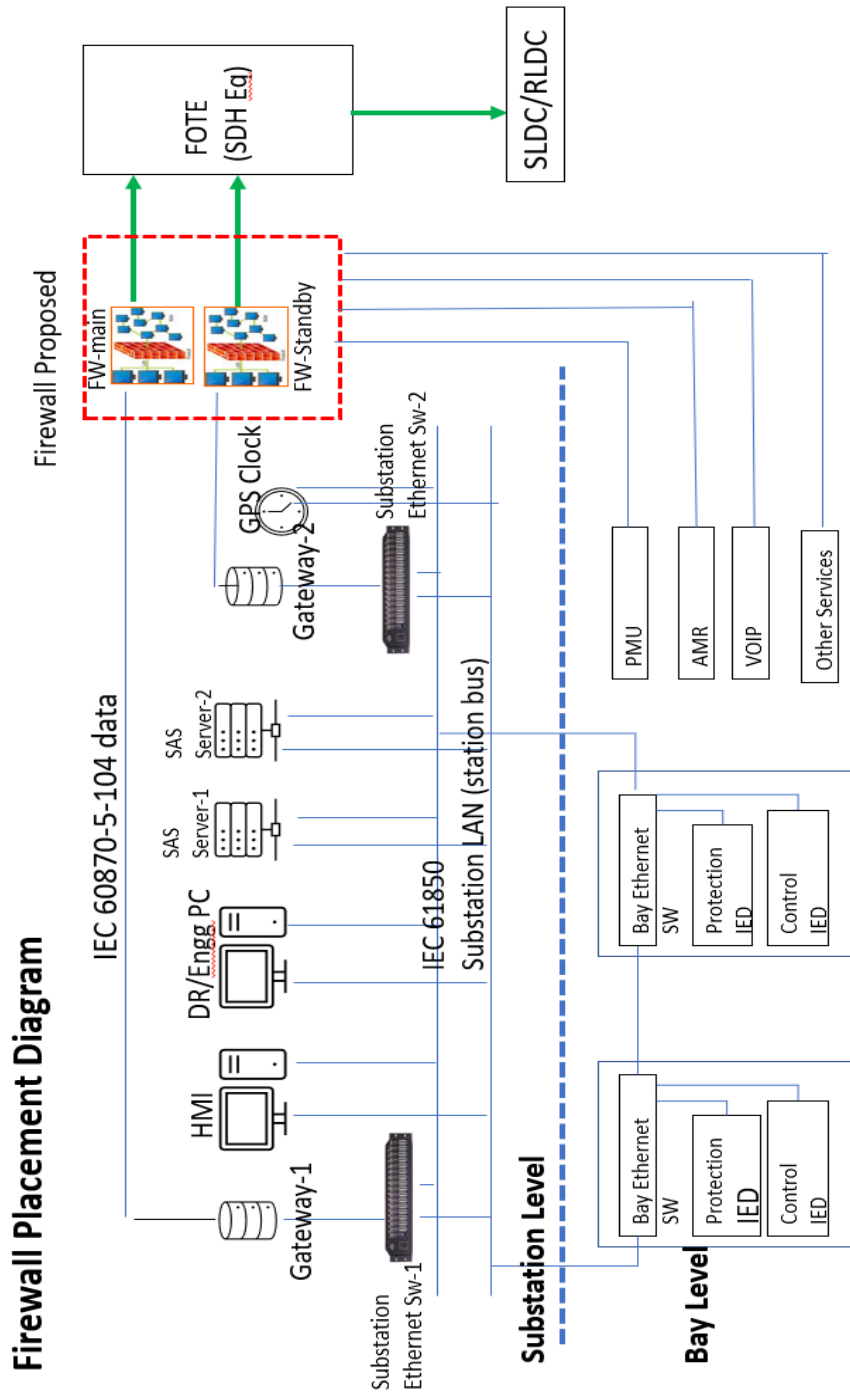 Firewall Placement Diagram
Firewall Proposed
IEC 60870-5-104 data
FW-main
FW-Standby
FOTE
(SDH Eq)
SLDC/RLDC
Gateway-1
HMI
DR/Engg PC
SAS
Server-1
SAS
Server-2
Gateway-2
GPS Clock
Substation
Ethernet Sw-1
Substation
Ethernet Sw-2
IEC 61850
Substation LAN (station bus)
Substation Level
Bay Level
Bay Ethernet
SW
Protection
IED
Control
IED
Bay Ethernet
SW
Protection
IED
Control
IED
PMU
AMR
VOIP
Other Services